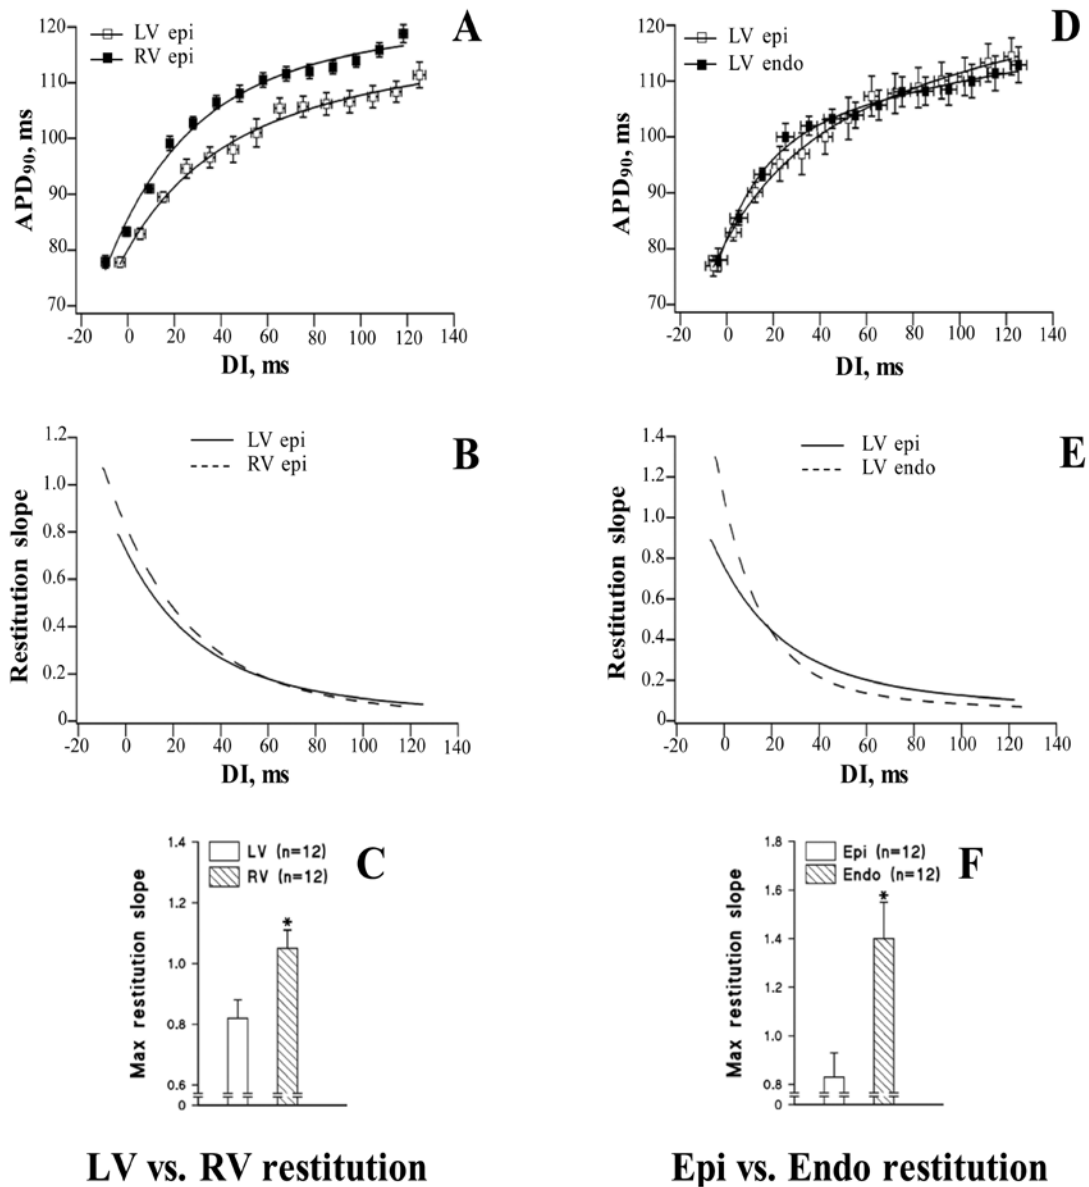 A
LV epi
RV epi
APD90, ms
120
110
100
90
80
70
-20 0 20 40 60 80 100 120 140
DI, ms
D
LV epi
LV endo
APD90, ms
120
110
100
90
80
70
-20 0 20 40 60 80 100 120 140
DI, ms
B
LV epi
RV epi
Restitution slope
1.2
1.0
0.8
0.6
0.4
0.2
0
-20 0 20 40 60 80 100 120 140
DI, ms
E
LV epi
LV endo
Restitution slope
1.4
1.2
1.0
0.8
0.6
0.4
0.2
0
-20 0 20 40 60 80 100 120 140
DI, ms
C
LV (n=12)
RV (n=12)
Max restitution slope
1.4
1.2
1.0
0.8
0.6
0
*
F
Epi (n=12)
Endo (n=12)
Max restitution slope
1.8
1.6
1.4
1.2
1.0
0.8
0
*
LV vs. RV restitution
Epi vs. Endo restitution